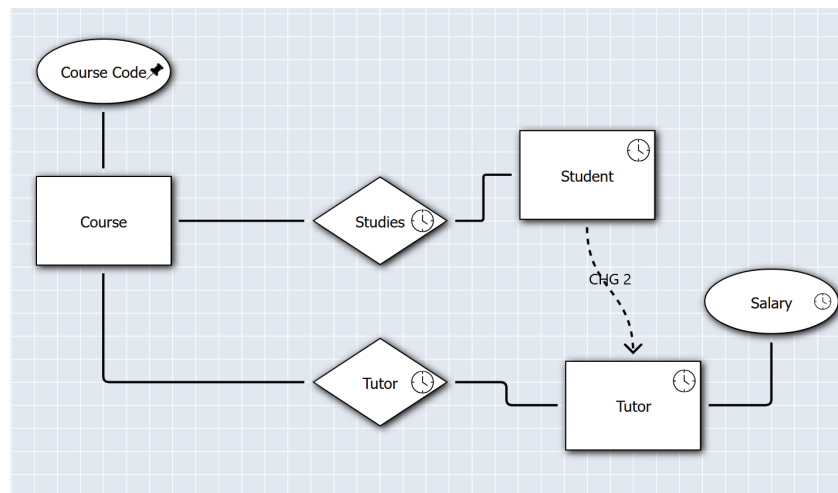 Course Code
Student
Course
Studies
CHG 2
Salary
Tutor
Tutor